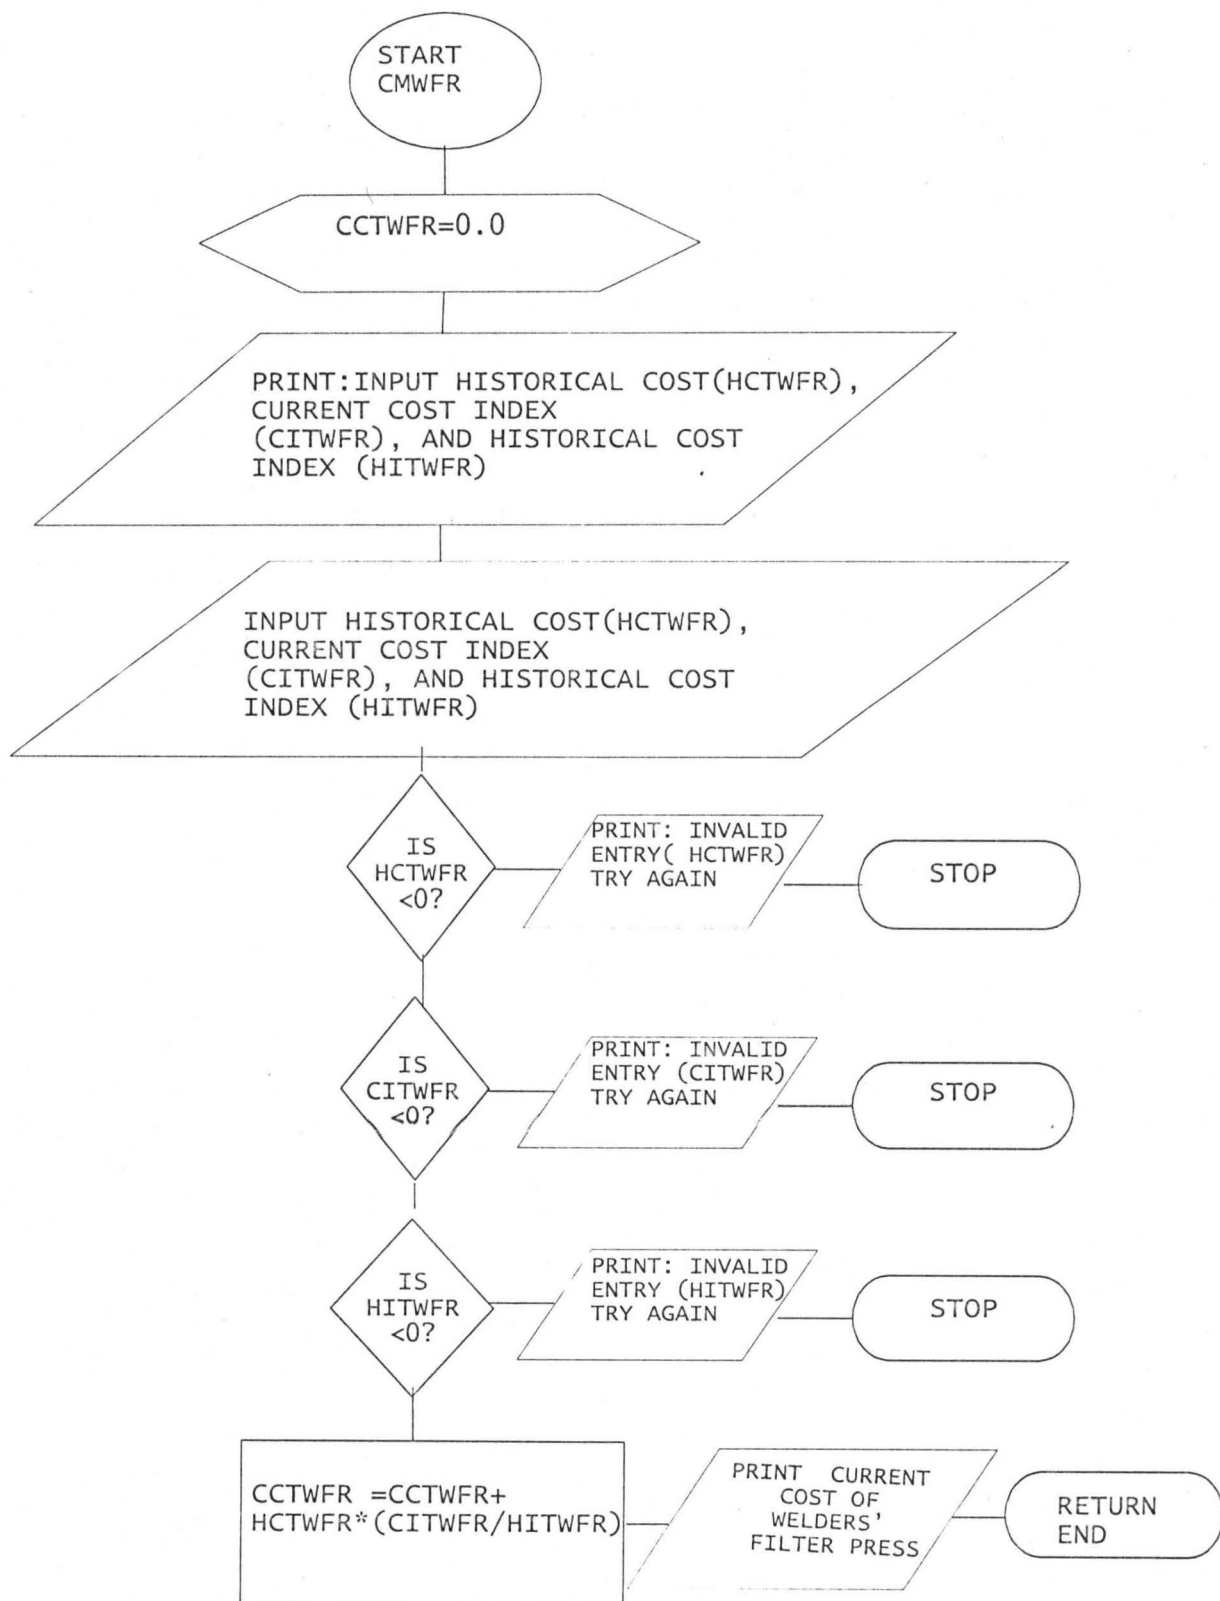 START
CMWFR
CCTWFR=0.0
PRINT:INPUT HISTORICAL COST(HCTWFR),
CURRENT COST INDEX
(CITWFR), AND HISTORICAL COST
INDEX (HITWFR)
INPUT HISTORICAL COST(HCTWFR),
CURRENT COST INDEX
(CITWFR), AND HISTORICAL COST
INDEX (HITWFR)
IS
HCTWFR
<0?
PRINT: INVALID
ENTRY( HCTWFR)
TRY AGAIN
STOP
IS
CITWFR
<0?
PRINT: INVALID
ENTRY (CITWFR)
TRY AGAIN
STOP
IS
HITWFR
<0?
PRINT: INVALID
ENTRY (HITWFR)
TRY AGAIN
STOP
CCTWFR =CCTWFR+
HCTWFR*(CITWFR/HITWFR)
PRINT CURRENT
COST OF
WELDERS'
FILTER PRESS
RETURN
END